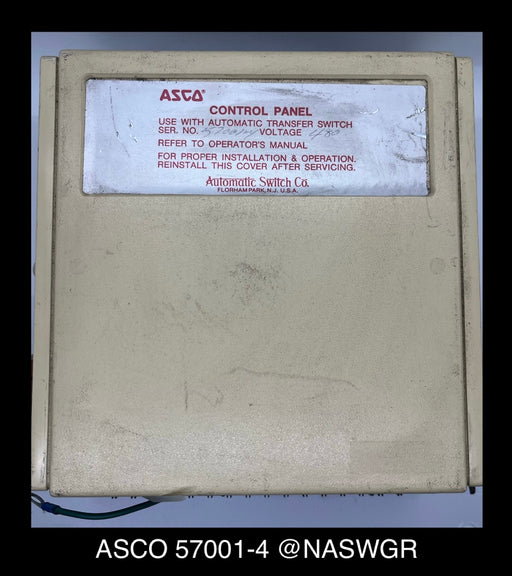 ASCO®
CONTROL PANEL
USE WITH AUTOMATIC TRANSFER SWITCH
SER. NO. VOLTAGE 480
REFER TO OPERATOR'S MANUAL
FOR PROPER INSTALLATION & OPERATION,
REINSTALL THIS COVER AFTER SERVICING.
Automatic Switch Co.
FLORHAM PARK, N.J. U.S.A.
ASCO 57001-4 @NASWGR